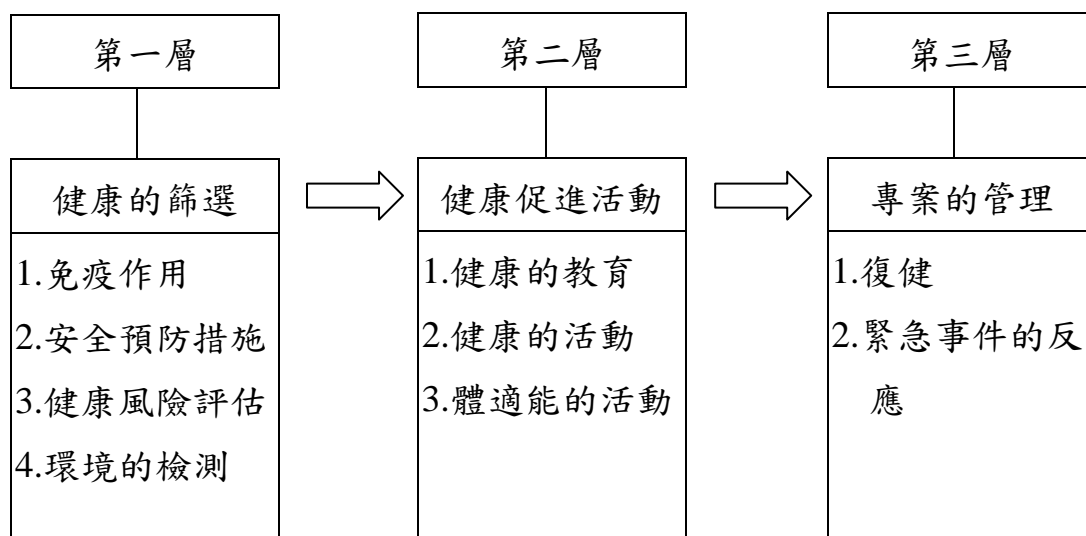 第一層
健康的篩選
1.免疫作用
2.安全預防措施
3.健康風險評估
4.環境的檢測
第二層
健康促進活動
1.健康的教育
2.健康的活動
3.體適能的活動
第三層
專案的管理
1.復健
2.緊急事件的反
應